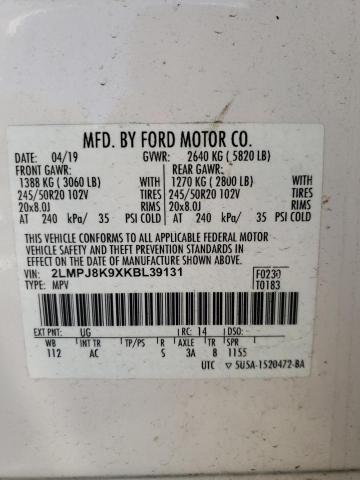 MFD. BY FORD MOTOR CO.
DATE: 04/19 GVWR: 2640 KG ( 5820 LB)
FRONT GAWR: REAR GAWR:
1388 KG ( 3060 LB) WITH 1270 KG ( 2800 LB) WITH
245/50R20 102V TIRES 245/50R20 102V TIRES
20x8.0J RIMS 20x8.0J RIMS
AT 240 kPa/ 35 PSI COLD AT 240 kPa/ 35 PSI COLD
THIS VEHICLE CONFORMS TO ALL APPLICABLE FEDERAL MOTOR
VEHICLE SAFETY AND THEFT PREVENTION STANDARDS IN
EFFECT ON THE DATE OF MANUFACTURE SHOWN ABOVE.
VIN: 2LMPJ8K9XKBL39131 F0230
TYPE: MPV T0183
EXT PNT: UG RC: 14 DSO:
WB INT TR TP/PS R AXLE TR SPR
112 AC S 3A 8 1155
UTC ▽ 5U5A-1520472-BA